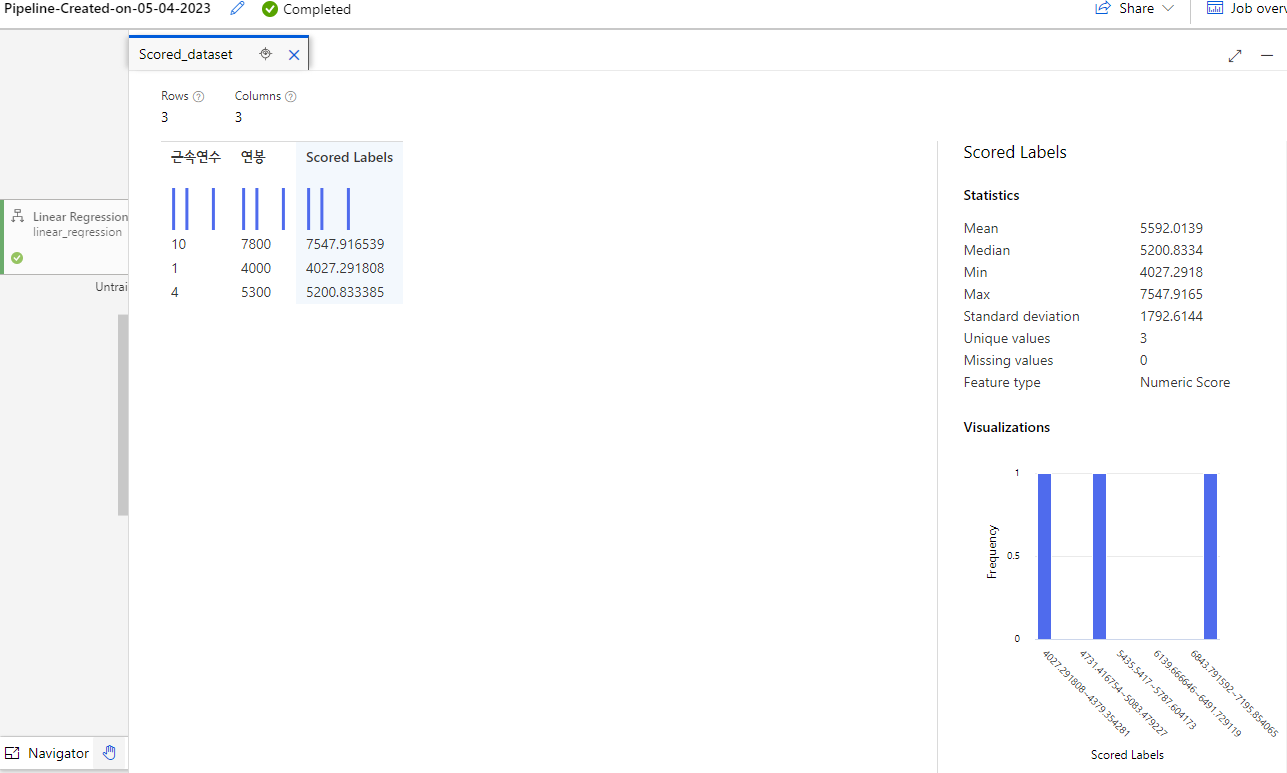 Pipeline-Created-on-05-04-2023 Completed Share Job over
Scored_dataset
Rows Columns
3 3
근속연수 연봉 Scored Labels
10 7800 7547.916539
1 4000 4027.291808
4 5300 5200.833385
Linear Regression
linear_regression
Untrai
Navigator
Scored Labels
Statistics
Mean 5592.0139
Median 5200.8334
Min 4027.2918
Max 7547.9165
Standard deviation 1792.6144
Unique values 3
Missing values 0
Feature type Numeric Score
Visualizations
1
0.5
0
Frequency
4027.291808~4379.354281
4731.416754~5083.479227
5435.5417~5787.604173
6139.666646~6491.729119
6843.791592~7195.854065
Scored Labels